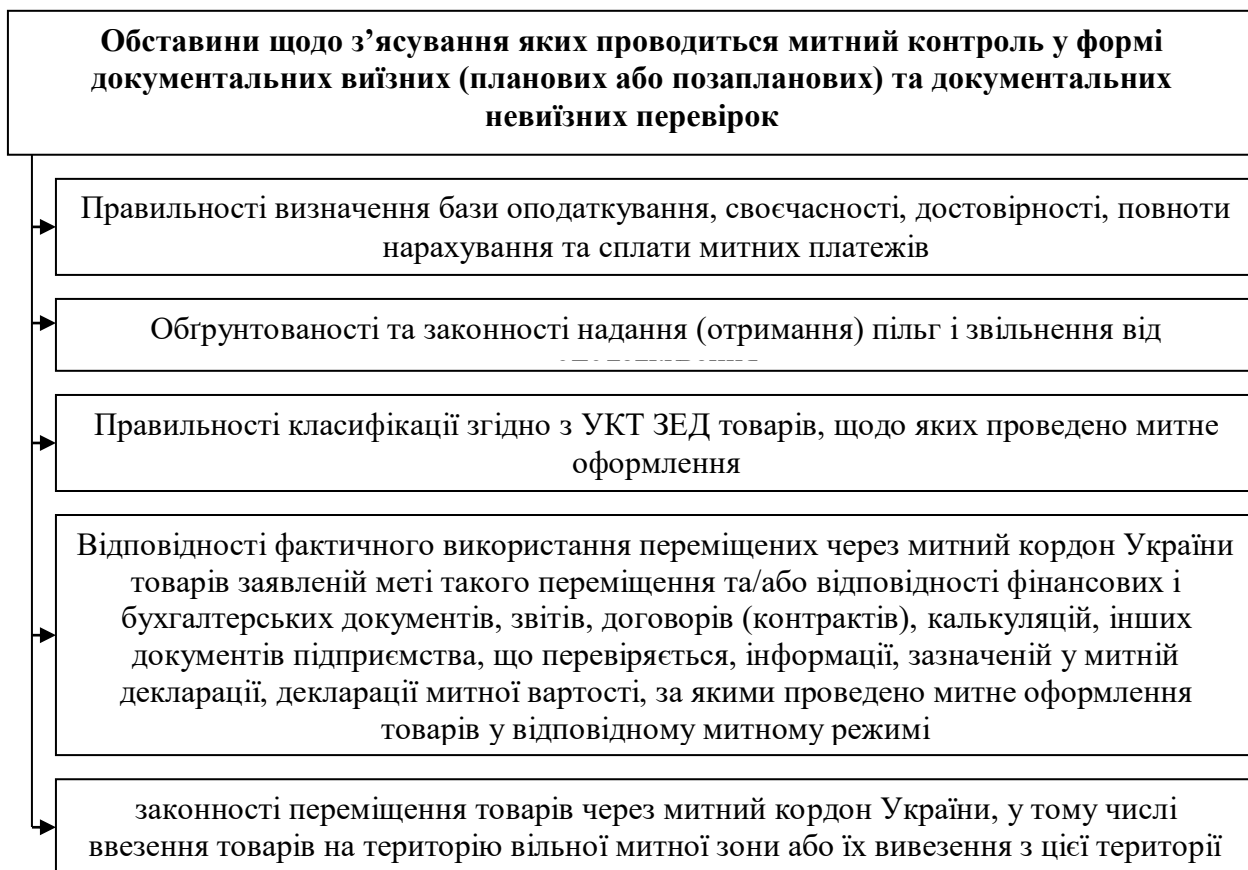 Обставини щодо з’ясування яких проводиться митний контроль у формі
документальних виїзних (планових або позапланових) та документальних
невиїзних перевірок
Правильності визначення бази оподаткування, своєчасності, достовірності, повноти
нарахування та сплати митних платежів
Обґрунтованості та законності надання (отримання) пільг і звільнення від
Правильності класифікації згідно з УКТ ЗЕД товарів, щодо яких проведено митне
оформлення
Відповідності фактичного використання переміщених через митний кордон України
товарів заявленій меті такого переміщення та/або відповідності фінансових і
бухгалтерських документів, звітів, договорів (контрактів), калькуляцій, інших
документів підприємства, що перевіряється, інформації, зазначеній у митній
декларації, декларації митної вартості, за якими проведено митне оформлення
товарів у відповідному митному режимі
законності переміщення товарів через митний кордон України, у тому числі
ввезення товарів на територію вільної митної зони або їх вивезення з цієї території